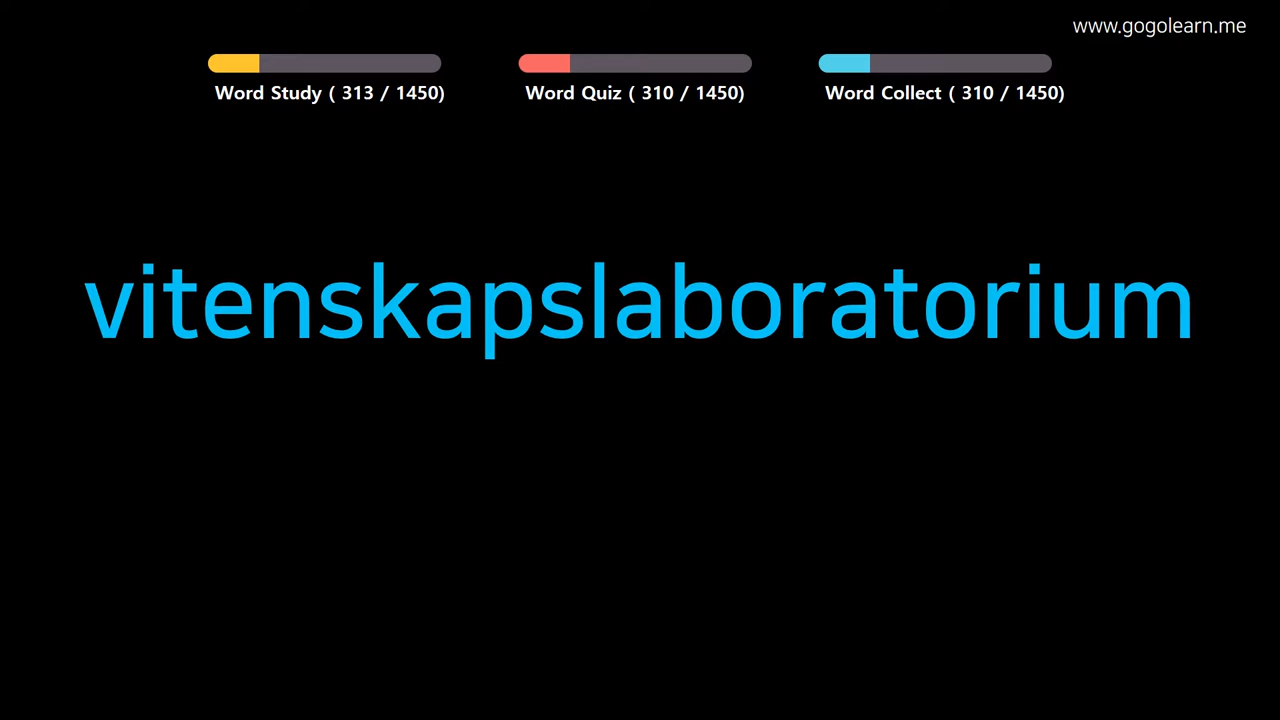 www.gogolearn.me
Word Study ( 313 / 1450)
Word Quiz ( 310 / 1450)
Word Collect ( 310 / 1450)
vitenskapslaboratorium